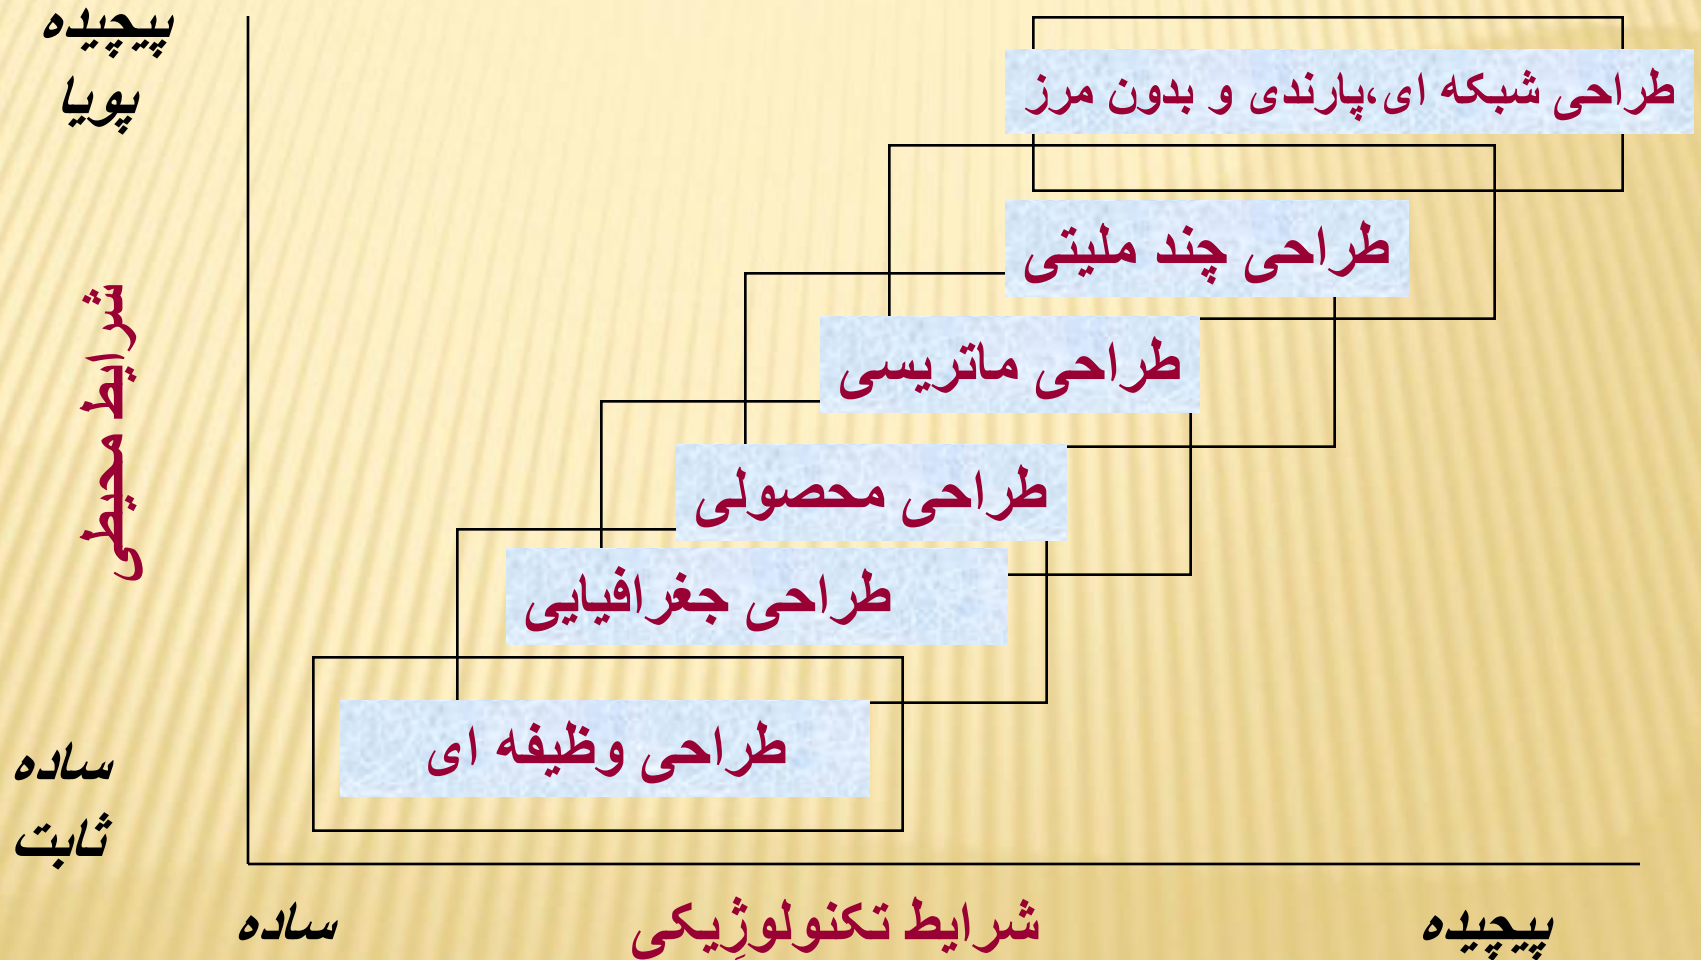 پیچیده
پویا
طراحی شبکه ای،پارندی و بدون مرز
طراحی چند ملیتی
شرایط محیطی
طراحی ماتریسی
طراحی محصولی
طراحی جغرافیایی
طراحی وظیفه ای
ساده
ثابت
ساده
شرایط تکنولوژِیکی
پیچیده